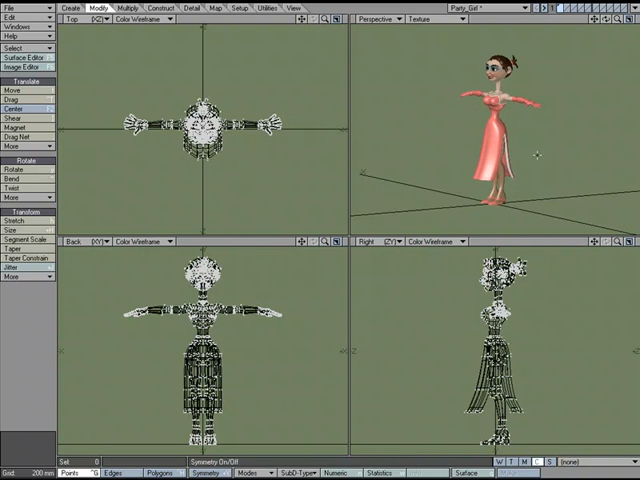 File Create Modify Multiply Construct Detail Map Setup Utilities View Party_Girl * 1
Edit Top (XZ) Color Wireframe Perspective Texture
Windows
Help
Select
Surface Editor
Image Editor
Translate
Move
Drag
Center
Shear
Magnet
Drag Net
More
Rotate
Rotate
Bend
Twist
More
Transform
Stretch
Size
Segment Scale
Taper
Taper Constrain
Jitter
More
Back (XY) Color Wireframe Right (ZY) Color Wireframe
Sel: 0 Symmetry On/Off W T M C S (none)
Grid: 200 mm Points ^G Edges Polygons Symmetry Modes SubD-Type Numeric Statistics Surface